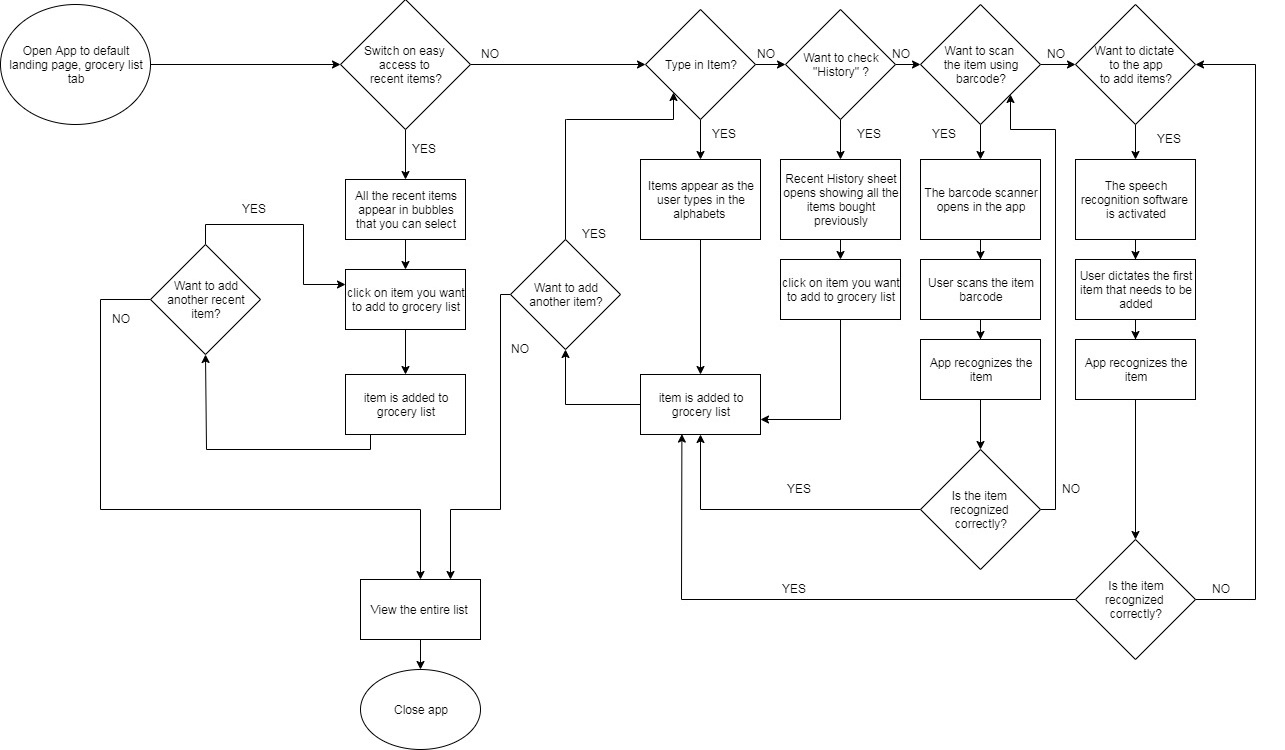 Open App to default
landing page, grocery list
tab
Switch on easy
access to
recent items?
NO
Type in Item?
NO
Want to check
"History" ?
NO
Want to scan
the item using
barcode?
NO
Want to dictate
to the app
to add items?
YES
YES
YES
YES
YES
All the recent items
appear in bubbles
that you can select
Items appear as the
user types in the
alphabets
Recent History sheet
opens showing all the
items bought
previously
The barcode scanner
opens in the app
The speech
recognition software
is activated
YES
YES
Want to add
another recent
item?
NO
click on item you want
to add to grocery list
Want to add
another item?
NO
click on item you want
to add to grocery list
User scans the item
barcode
User dictates the first
item that needs to be
added
App recognizes the
item
App recognizes the
item
item is added to
grocery list
item is added to
grocery list
YES
Is the item
recognized
correctly?
NO
YES
Is the item
recognized
correctly?
NO
View the entire list
Close app